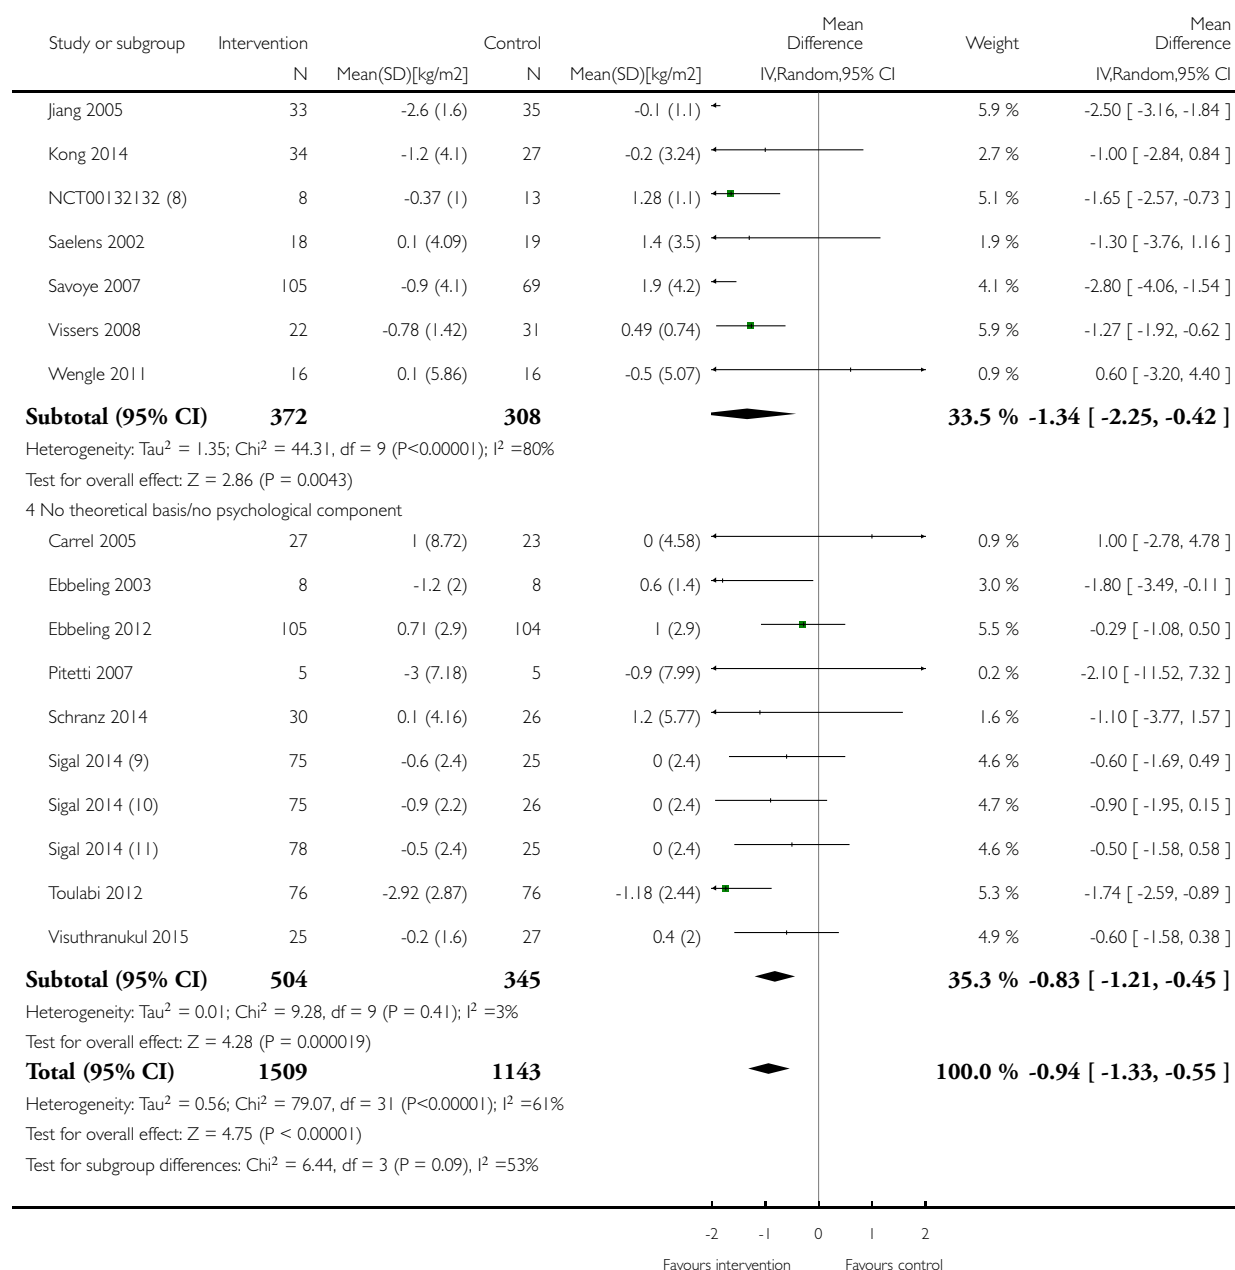 Mean Mean
Study or subgroup Intervention Control Difference Weight Difference
N Mean(SD)[kg/m2] N Mean(SD)[kg/m2] IV,Random,95% CI IV,Random,95% CI
Jiang 2005 33 -2.6 (1.6) 35 -0.1 (1.1) 5.9 % -2.50 [ -3.16, -1.84 ]
Kong 2014 34 -1.2 (4.1) 27 -0.2 (3.24) 2.7 % -1.00 [ -2.84, 0.84 ]
NCT00132132 (8) 8 -0.37 (1) 13 1.28 (1.1) 5.1 % -1.65 [ -2.57, -0.73 ]
Saelens 2002 18 0.1 (4.09) 19 1.4 (3.5) 1.9 % -1.30 [ -3.76, 1.16 ]
Savoye 2007 105 -0.9 (4.1) 69 1.9 (4.2) 4.1 % -2.80 [ -4.06, -1.54 ]
Vissers 2008 22 -0.78 (1.42) 31 0.49 (0.74) 5.9 % -1.27 [ -1.92, -0.62 ]
Wengle 2011 16 0.1 (5.86) 16 -0.5 (5.07) 0.9 % 0.60 [ -3.20, 4.40 ]
Subtotal (95% CI) 372 308 33.5 % -1.34 [ -2.25, -0.42 ]
Heterogeneity: Tau² = 1.35; Chi² = 44.31, df = 9 (P<0.00001); I² =80%
Test for overall effect: Z = 2.86 (P = 0.0043)
4 No theoretical basis/no psychological component
Carrel 2005 27 1 (8.72) 23 0 (4.58) 0.9 % 1.00 [ -2.78, 4.78 ]
Ebbeling 2003 8 -1.2 (2) 8 0.6 (1.4) 3.0 % -1.80 [ -3.49, -0.11 ]
Ebbeling 2012 105 0.71 (2.9) 104 1 (2.9) 5.5 % -0.29 [ -1.08, 0.50 ]
Pitetti 2007 5 -3 (7.18) 5 -0.9 (7.99) 0.2 % -2.10 [ -11.52, 7.32 ]
Schranz 2014 30 0.1 (4.16) 26 1.2 (5.77) 1.6 % -1.10 [ -3.77, 1.57 ]
Sigal 2014 (9) 75 -0.6 (2.4) 25 0 (2.4) 4.6 % -0.60 [ -1.69, 0.49 ]
Sigal 2014 (10) 75 -0.9 (2.2) 26 0 (2.4) 4.7 % -0.90 [ -1.95, 0.15 ]
Sigal 2014 (11) 78 -0.5 (2.4) 25 0 (2.4) 4.6 % -0.50 [ -1.58, 0.58 ]
Toulabi 2012 76 -2.92 (2.87) 76 -1.18 (2.44) 5.3 % -1.74 [ -2.59, -0.89 ]
Visuthranukul 2015 25 -0.2 (1.6) 27 0.4 (2) 4.9 % -0.60 [ -1.58, 0.38 ]
Subtotal (95% CI) 504 345 35.3 % -0.83 [ -1.21, -0.45 ]
Heterogeneity: Tau² = 0.01; Chi² = 9.28, df = 9 (P = 0.41); I² =3%
Test for overall effect: Z = 4.28 (P = 0.000019)
Total (95% CI) 1509 1143 100.0 % -0.94 [ -1.33, -0.55 ]
Heterogeneity: Tau² = 0.56; Chi² = 79.07, df = 31 (P<0.00001); I² =61%
Test for overall effect: Z = 4.75 (P < 0.00001)
Test for subgroup differences: Chi² = 6.44, df = 3 (P = 0.09), I² =53%
-2 -1 0 1 2
Favours intervention Favours control